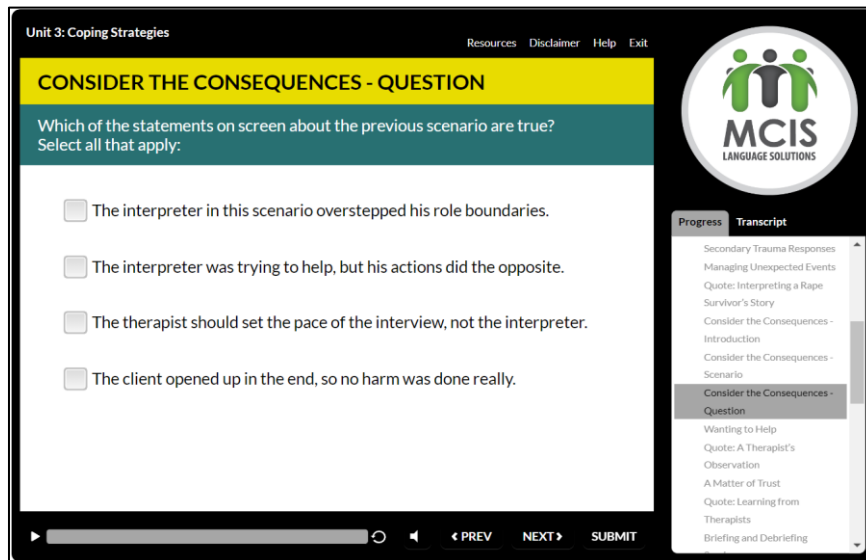 Unit 3: Coping Strategies
Resources Disclaimer Help Exit
CONSIDER THE CONSEQUENCES - QUESTION
Which of the statements on screen about the previous scenario are true?
Select all that apply:
The interpreter in this scenario overstepped his role boundaries.
The interpreter was trying to help, but his actions did the opposite.
The therapist should set the pace of the interview, not the interpreter.
The client opened up in the end, so no harm was done really.
PREV NEXT SUBMIT
MCIS
LANGUAGE SOLUTIONS
Progress Transcript
Secondary Trauma Responses
Managing Unexpected Events
Quote: Interpreting a Rape
Survivor's Story
Consider the Consequences -
Introduction
Consider the Consequences -
Scenario
Consider the Consequences -
Question
Wanting to Help
Quote: A Therapist's
Observation
A Matter of Trust
Quote: Learning from
Therapists
Briefing and Debriefing